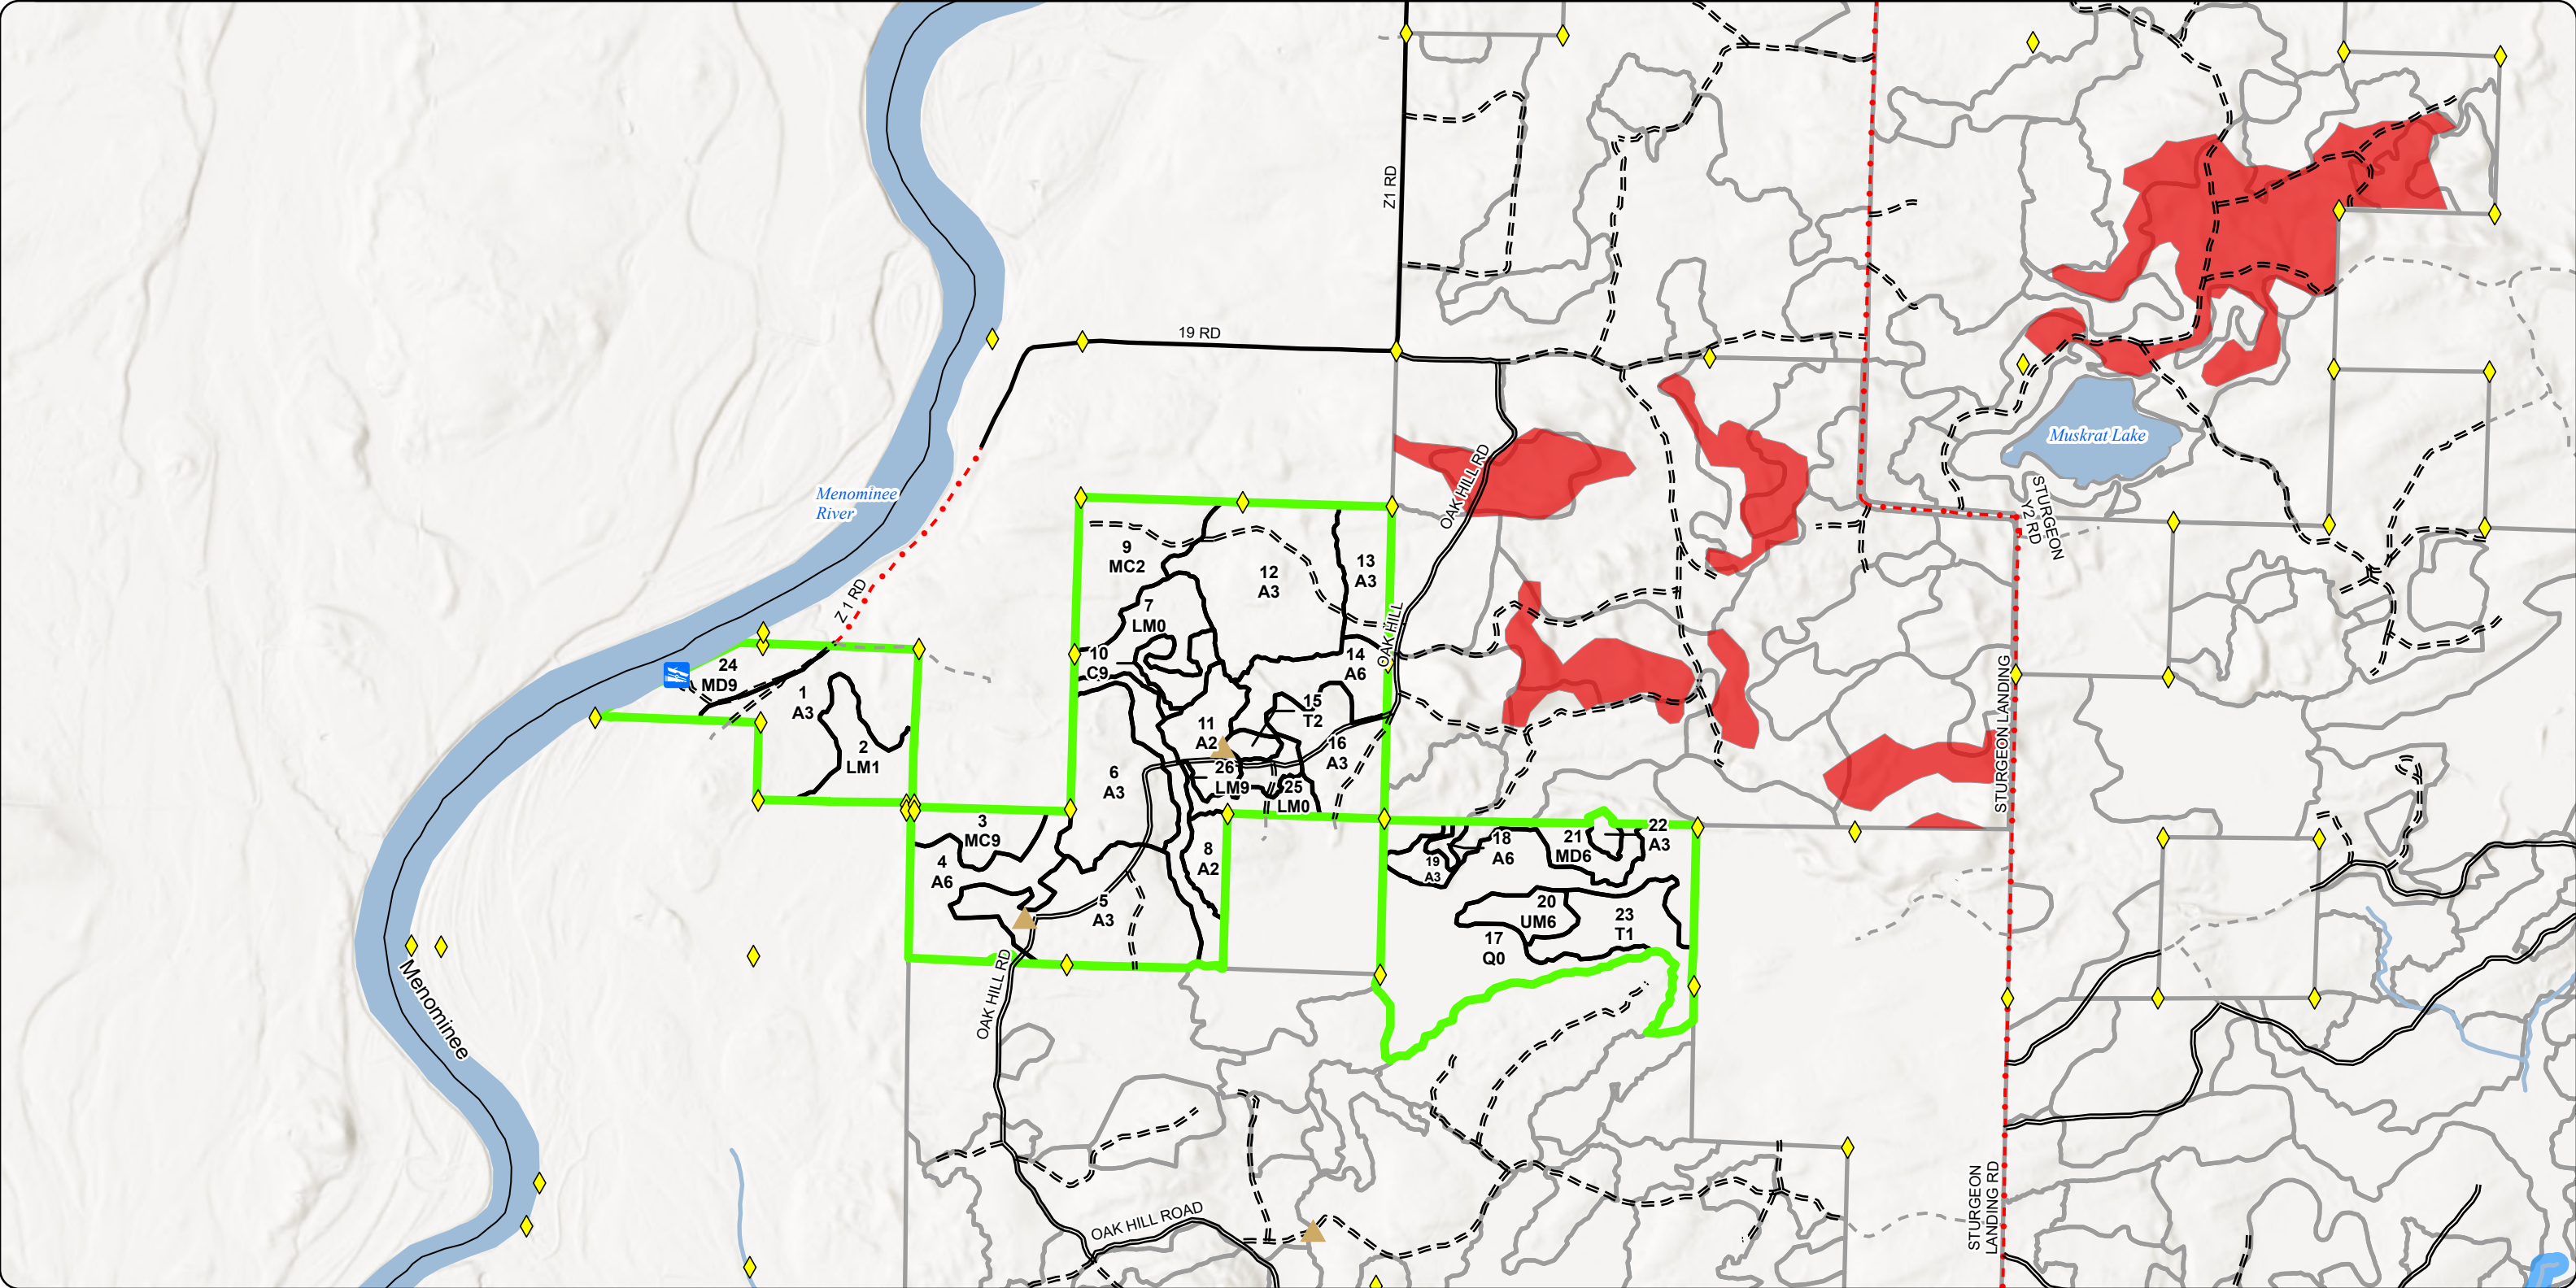 Z1 RD
19 RD
Muskrat Lake
Menominee
River
OAK HILL RD
STURGEON
Y2 RD
9
MC2
12
A3
13
A3
Z 1 RD
7
LM0
OAK HILL
10
C9
14
A6
24
MD9
1
A3
15
T2
11
A2
16
A3
2
LM1
6
A3
26
LM9
25
LM0
STURGEON LANDING
3
MC9
4
A6
8
A2
19
A3
18
A6
21
MD6
22
A3
5
A3
20
UM6
23
T1
17
Q0
OAK HILL RD
Menominee
OAK HILL ROAD
STURGEON
LANDING RD